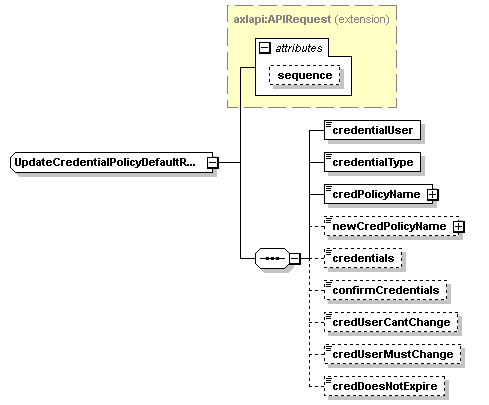 axlapi:APIRequest (extension)
attributes
sequence
UpdateCredentialPolicyDefaultR...
credentialUser
credentialType
credPolicyName
newCredPolicyName
credentials
confirmCredentials
credUserCantChange
credUserMustChange
credDoesNotExpire